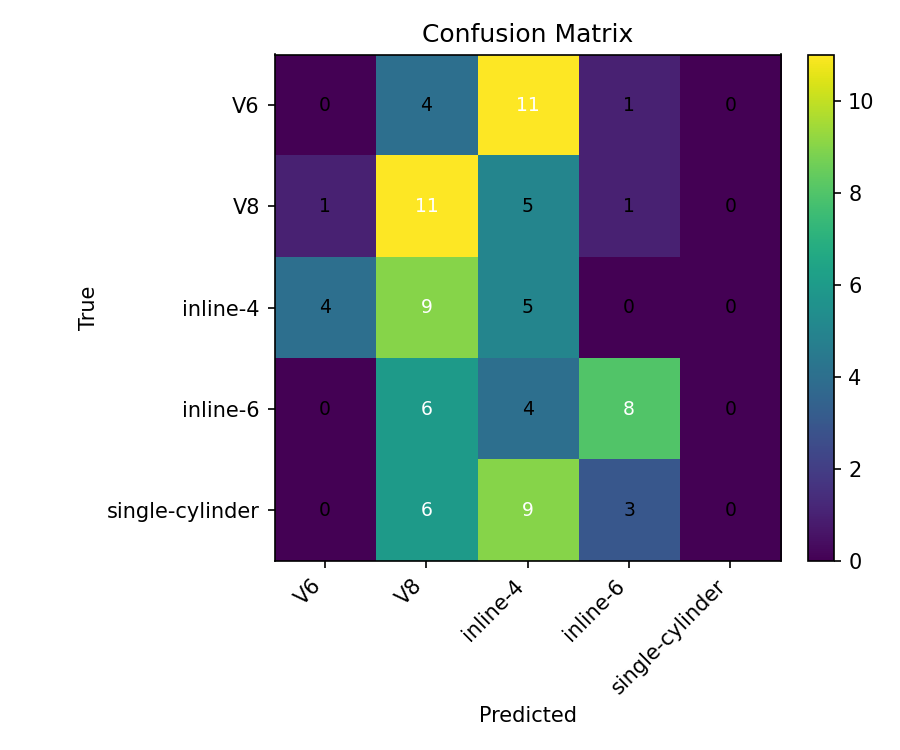 Confusion Matrix
V6 0 4 11 1 0
V8 1 11 5 1 0
inline-4 4 9 5 0 0
inline-6 0 6 4 8 0
single-cylinder 0 6 9 3 0
True
V6 V8 inline-4 inline-6 single-cylinder
Predicted
10
8
6
4
2
0